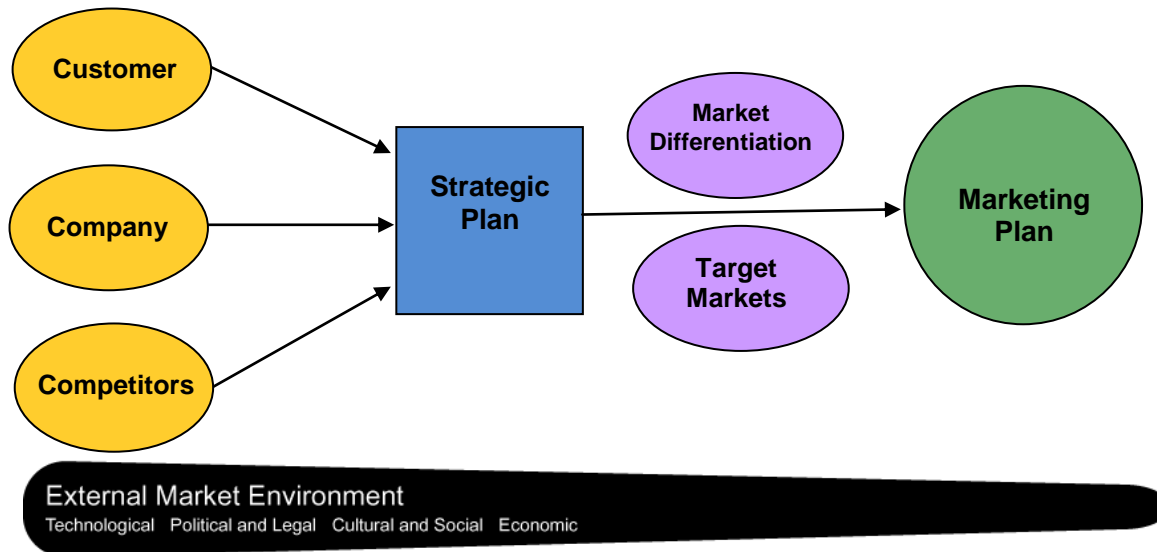 Customer
Company
Competitors
Strategic
Plan
Market
Differentiation
Target
Markets
Marketing
Plan
External Market Environment
Technological Political and Legal Cultural and Social Economic